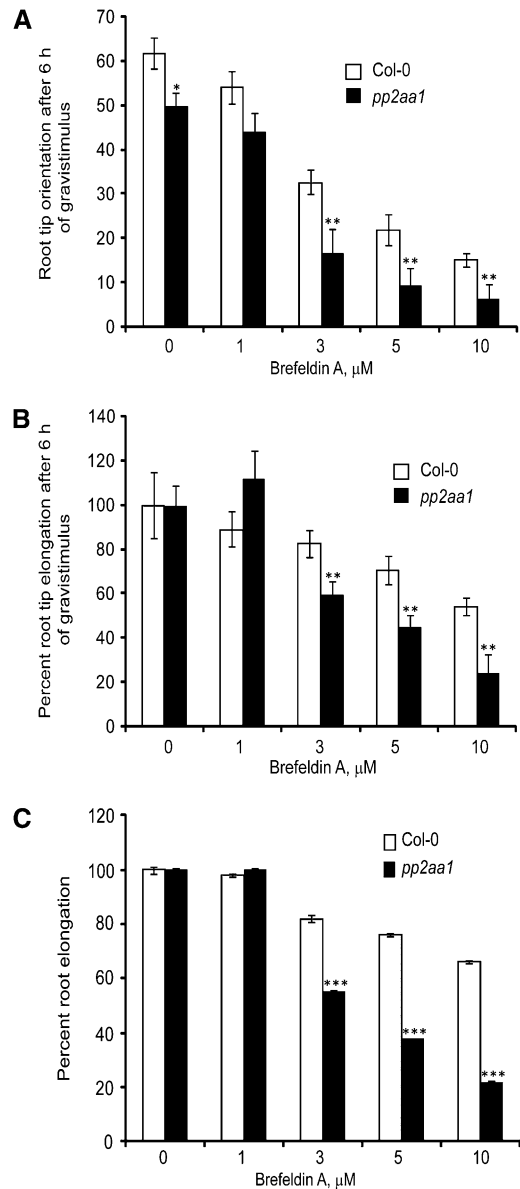 A
Root tip orientation after 6 h
of gravistimulus
70
60
50
40
30
20
10
0
Col-0
pp2aa1
*
**
**
**
0 1 3 5 10
Brefeldin A, μM
B
Percent root tip elongation after 6 h
of gravistimulus
140
120
100
80
60
40
20
0
Col-0
pp2aa1
**
**
**
0 1 3 5 10
Brefeldin A, μM
C
Percent root elongation
120
100
80
60
40
20
0
Col-0
pp2aa1
***
***
***
0 1 3 5 10
Brefeldin A, μM